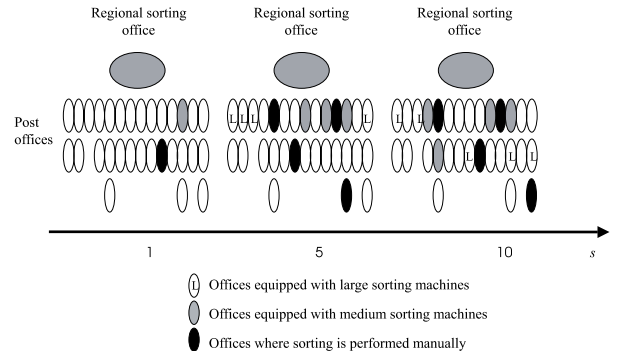 Regional sorting
office
Regional sorting
office
Regional sorting
office
Post
offices
L L L L
L L
L L L
1 5 10 s
L Offices equipped with large sorting machines
Offices equipped with medium sorting machines
Offices where sorting is performed manually